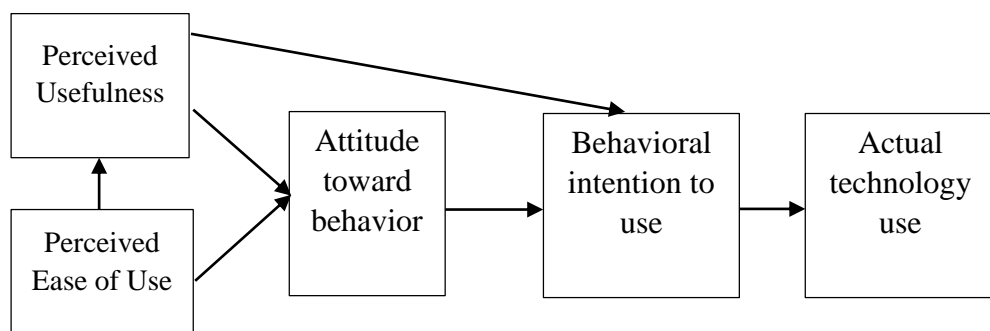 Perceived
Usefulness
Perceived
Ease of Use
Attitude
toward
behavior
Behavioral
intention to
use
Actual
technology
use